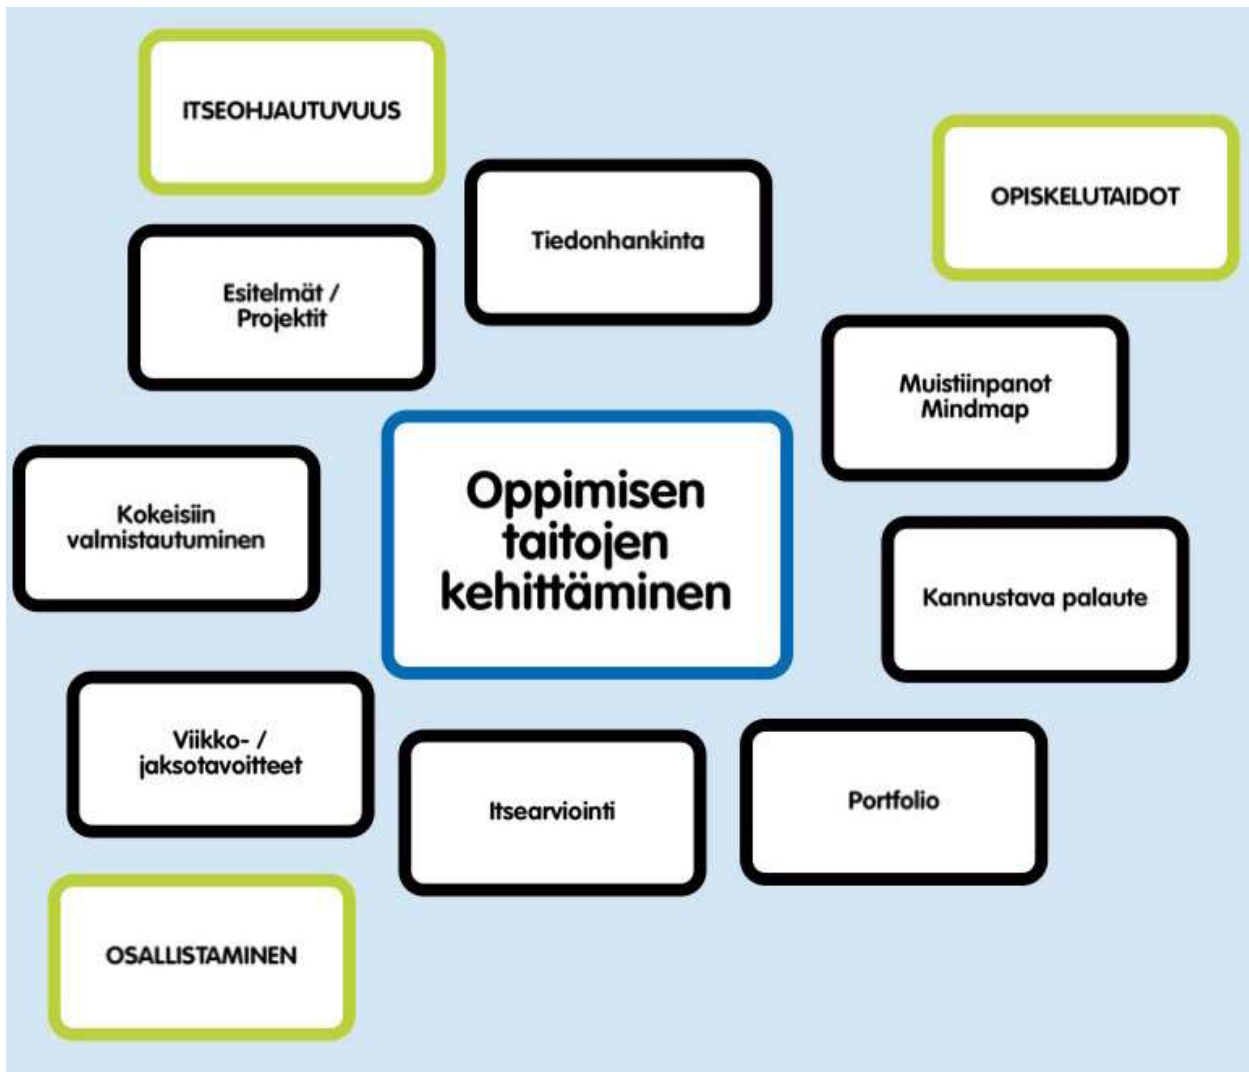 ITSEOHJAUTUVUUS
OPISKELUTAIDOT
Tiedonhankinta
Esitelmät /
Projektit
Muistiinpanot
Mindmap
Oppimisen
taitojen
kehittäminen
Kokeisiin
valmistautuminen
Kannustava palaute
Viikko- /
jaksotavoitteet
Itsearviointi
Portfolio
OSALLISTAMINEN